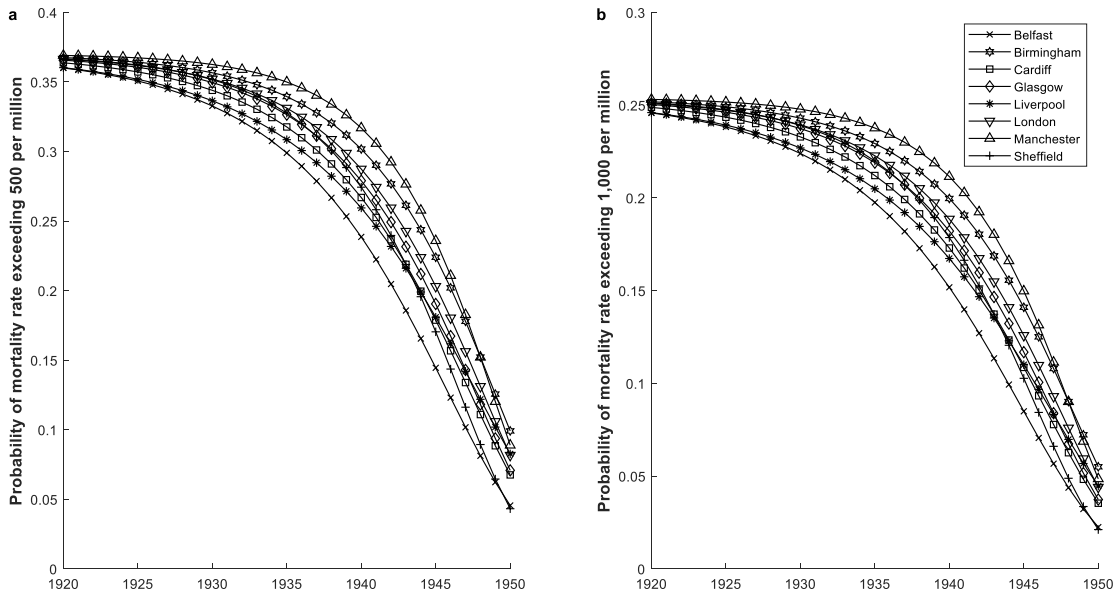 a
Probability of mortality rate exceeding 500 per million
0.4
0.35
0.3
0.25
0.2
0.15
0.1
0.05
0
1920 1925 1930 1935 1940 1945 1950
b
Probability of mortality rate exceeding 1,000 per million
0.3
0.25
0.2
0.15
0.1
0.05
0
1920 1925 1930 1935 1940 1945 1950
Belfast
Birmingham
Cardiff
Glasgow
Liverpool
London
Manchester
Sheffield